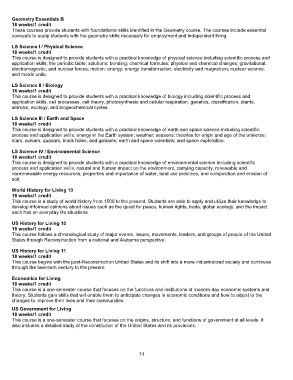 Geometry Essentials B
18 weeks/1 credit
These courses provide students with foundational skills identified in the Geometry course. The courses include essential
concepts to equip students with the geometry skills necessary for employment and independent living.
LS Science I / Physical Science
18 weeks/1 credit
This course is designed to provide students with a practical knowledge of physical science including scientific process and
application skills; the periodic table; solutions; bonding; chemical formulas; physical and chemical changes; gravitational,
electromagnetic, and nuclear forces; motion; energy; energy transformation; electricity and magnetism; nuclear science;
and metric units.
LS Science II / Biology
18 weeks/1 credit
This course is designed to provide students with a practical knowledge of biology including scientific process and
application skills, cell processes, cell theory, photosynthesis and cellular respiration, genetics, classification, plants,
animals, ecology, and biogeochemical cycles.
LS Science III / Earth and Space
18 weeks/1 credit
This course is designed to provide students with a practical knowledge of earth and space science including scientific
process and application skills; energy in the Earth system; weather; seasons; theories for origin and age of the universe;
stars, pulsars, quasars, black holes, and galaxies; earth and space scientists; and space exploration.
LS Science IV / Environmental Science
18 weeks/1 credit
This course is designed to provide students with a practical knowledge of environmental science including scientific
process and application skills, natural and human impact on the environment, carrying capacity, renewable and
nonrenewable energy resources, properties and importance of water, land use practices, and composition and erosion of
soil.
World History for Living 10
18 weeks/1 credit
This course is a study of world history from 1500 to the present. Students are able to apply and utilize their knowledge to
develop informed opinions about issues such as the quest for peace, human rights, trade, global ecology, and the impact
each has on everyday life situations.
US History for Living 10
18 weeks/1 credit
This course follows a chronological study of major events, issues, movements, leaders, and groups of people of the United
States through Reconstruction from a national and Alabama perspective.
US History for Living 11
18 weeks/1 credit
This course begins with the post-Reconstruction United States and its shift into a more industrialized society and continues
through the twentieth century to the present.
Economics for Living
18 weeks/1 credit
This course is a one-semester course that focuses on the functions and institutions of modern-day economic systems and
theory. Students gain skills that will enable them to anticipate changes in economic conditions and how to adjust to the
changes to improve their lives and their communities.
US Government for Living
18 weeks/1 credit
This course is a one-semester course that focuses on the origins, structure, and functions of government at all levels. It
also includes a detailed study of the constitution of the United States and its provisions.
54